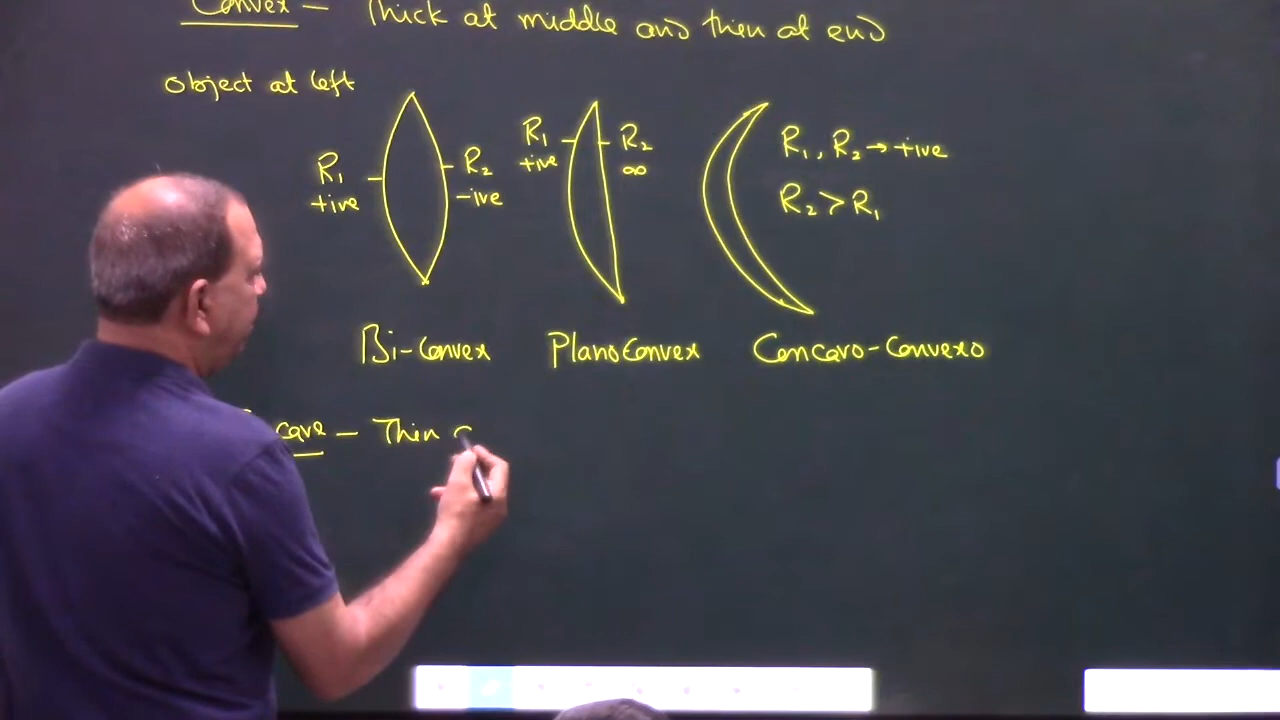 Convex – Thick at middle and then at end
Object at left
R₁ +ive
R₂ -ive
R₁ +ive
R₂ ∞
R₁, R₂ → +ive
R₂ > R₁
Bi-Convex
PlanoConvex
Concavo-Convexo
cave – Thin